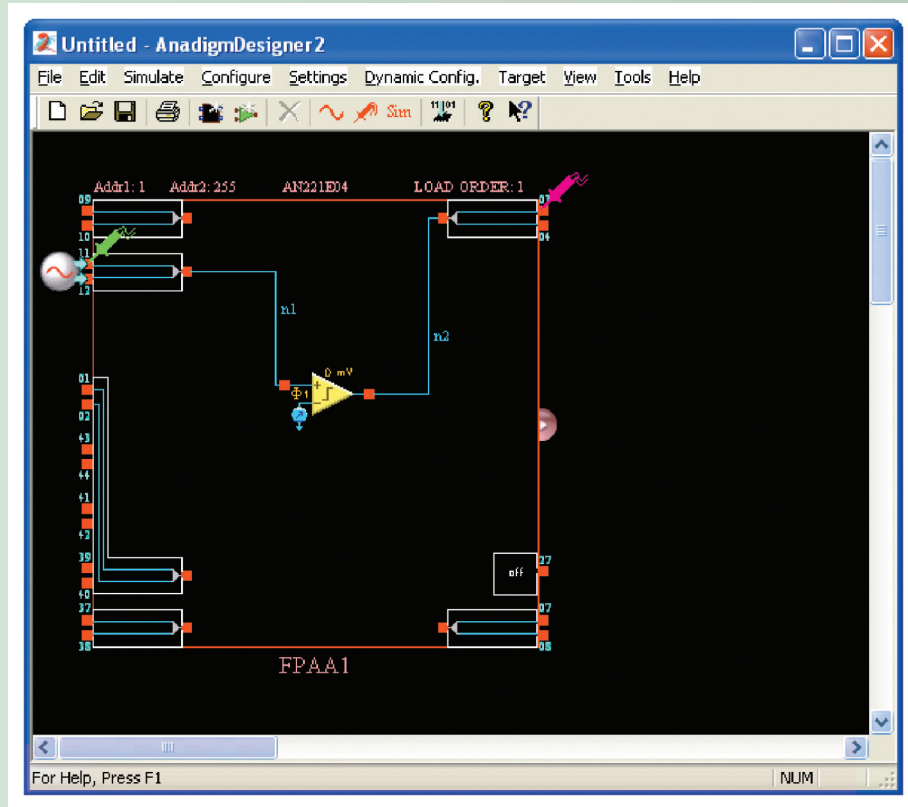 Untitled - AnadigmDesigner2
File Edit Simulate Configure Settings Dynamic Config. Target View Tools Help
Sim 11101
Addr1: 1 Addr2: 255 AN221E04 LOAD ORDER: 1
09
10
04
11
12
n1
n2
0 mV
Φ1
01
02
43
44
41
42
39
40
off
27
37
07
38
08
FPAA1
For Help, Press F1 NUM